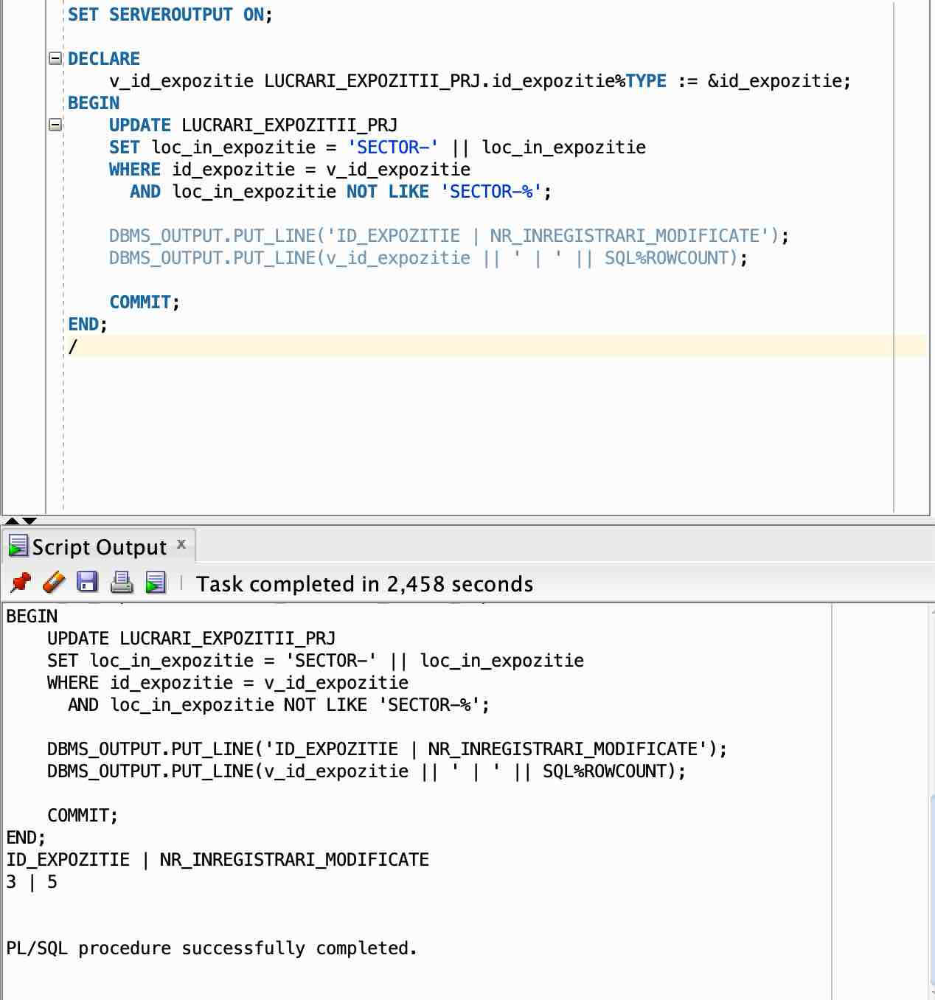 SET SERVEROUTPUT ON;
DECLARE
    v_id_expozitie LUCRARI_EXPOZITII_PRJ.id_expozitie%TYPE := &id_expozitie;
BEGIN
    UPDATE LUCRARI_EXPOZITII_PRJ
    SET loc_in_expozitie = 'SECTOR-' || loc_in_expozitie
    WHERE id_expozitie = v_id_expozitie
      AND loc_in_expozitie NOT LIKE 'SECTOR-%';
    DBMS_OUTPUT.PUT_LINE('ID_EXPOZITIE | NR_INREGISTRARI_MODIFICATE');
    DBMS_OUTPUT.PUT_LINE(v_id_expozitie || ' | ' || SQL%ROWCOUNT);
    COMMIT;
END;
/
Script Output x
Task completed in 2,458 seconds
BEGIN
    UPDATE LUCRARI_EXPOZITII_PRJ
    SET loc_in_expozitie = 'SECTOR-' || loc_in_expozitie
    WHERE id_expozitie = v_id_expozitie
      AND loc_in_expozitie NOT LIKE 'SECTOR-%';
    DBMS_OUTPUT.PUT_LINE('ID_EXPOZITIE | NR_INREGISTRARI_MODIFICATE');
    DBMS_OUTPUT.PUT_LINE(v_id_expozitie || ' | ' || SQL%ROWCOUNT);
    COMMIT;
END;
ID_EXPOZITIE | NR_INREGISTRARI_MODIFICATE
3 | 5
PL/SQL procedure successfully completed.